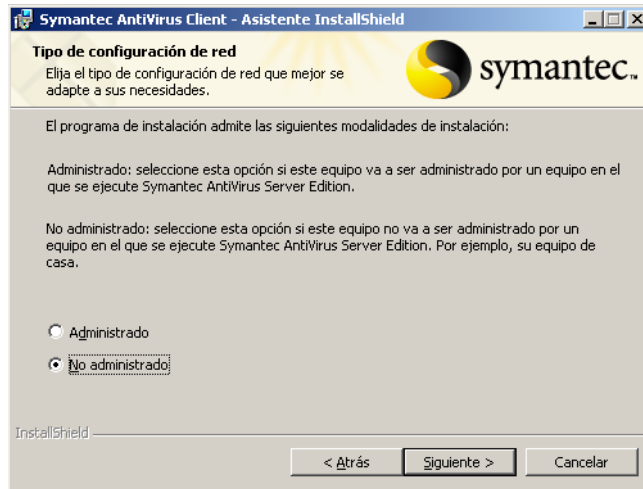 Symantec AntiVirus Client - Asistente InstallShield
Tipo de configuración de red
Elija el tipo de configuración de red que mejor se
adapte a sus necesidades.
symantec.
El programa de instalación admite las siguientes modalidades de instalación:
Administrado: seleccione esta opción si este equipo va a ser administrado por un equipo en el
que se ejecute Symantec AntiVirus Server Edition.
No administrado: seleccione esta opción si este equipo no va a ser administrado por un
equipo en el que se ejecute Symantec AntiVirus Server Edition. Por ejemplo, su equipo de
casa.
Administrado
No administrado
InstallShield
< Atrás
Siguiente >
Cancelar